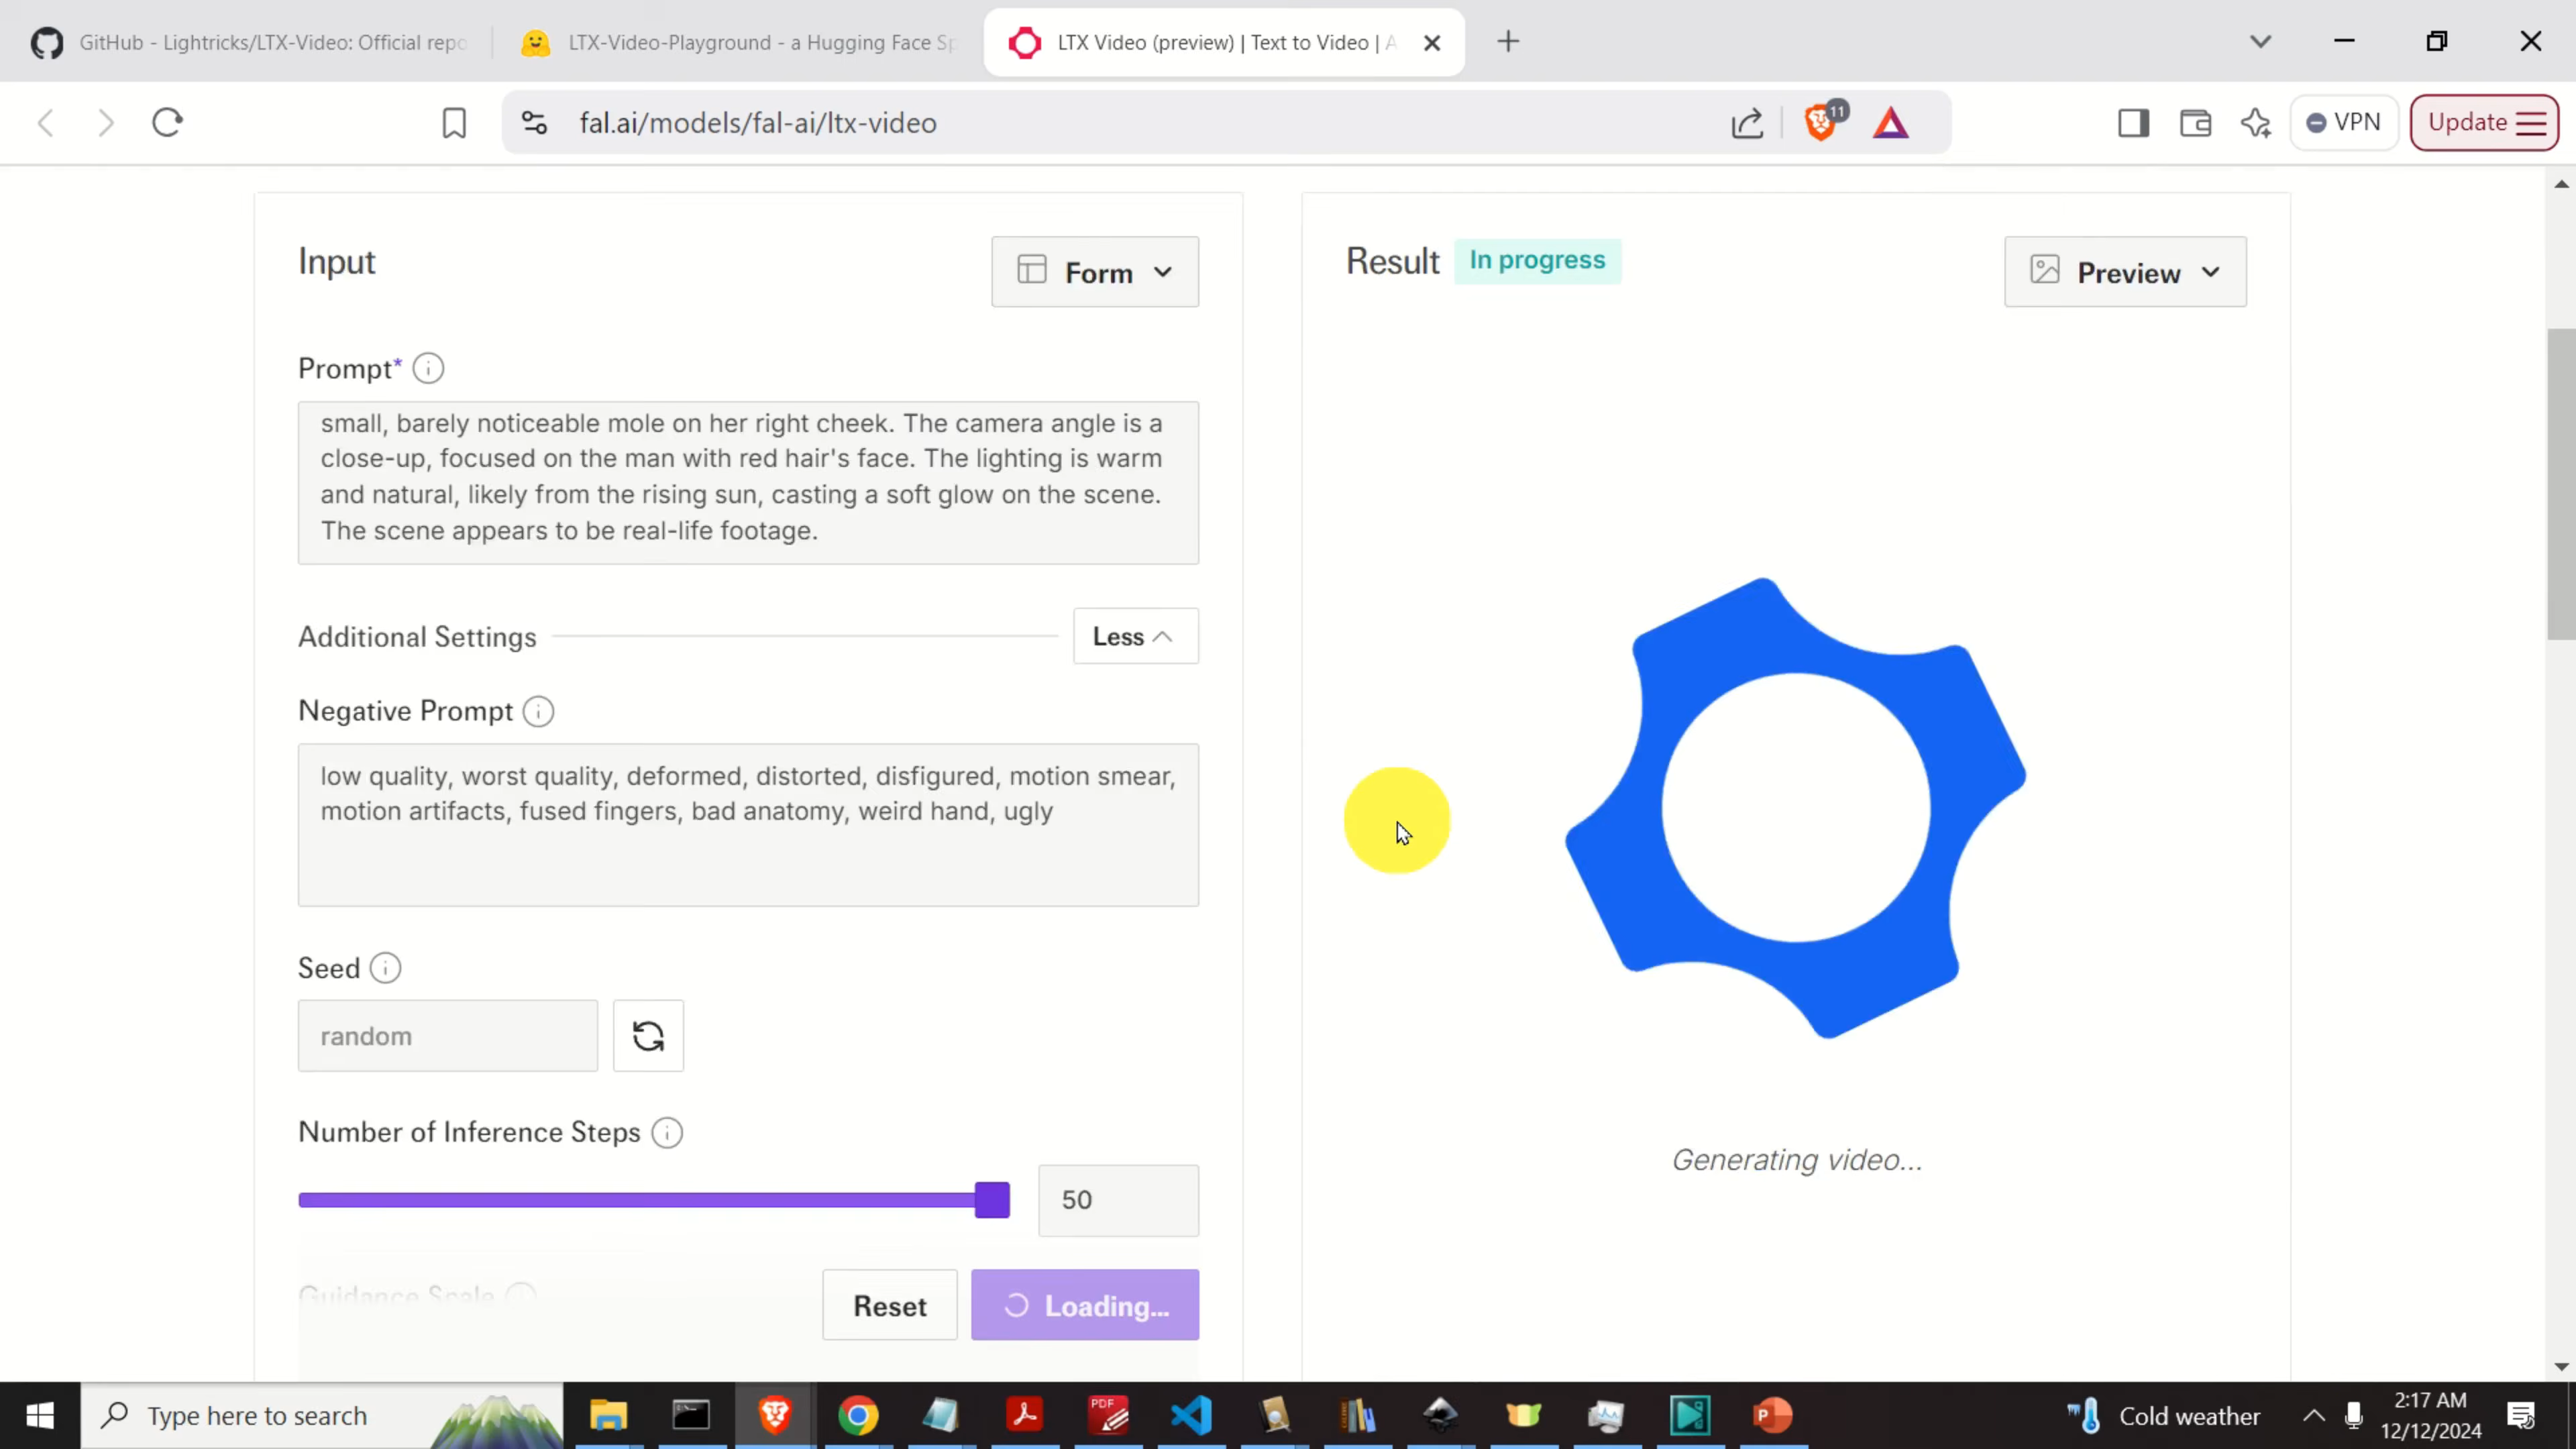 GitHub - Lightricks/LTX-Video: Official repo
LTX-Video-Playground - a Hugging Face Sp
LTX Video (preview) | Text to Video | A
fal.ai/models/fal-ai/ltx-video
11
VPN
Update
Input
Form
Prompt*
small, barely noticeable mole on her right cheek. The camera angle is a
close-up, focused on the man with red hair's face. The lighting is warm
and natural, likely from the rising sun, casting a soft glow on the scene.
The scene appears to be real-life footage.
Additional Settings
Less
Negative Prompt
low quality, worst quality, deformed, distorted, disfigured, motion smear,
motion artifacts, fused fingers, bad anatomy, weird hand, ugly
Seed
random
Number of Inference Steps
50
Guidance Scale
Reset
Loading...
Result
In progress
Preview
Generating video...
Type here to search
PDF
Cold weather
2:17 AM
12/12/2024